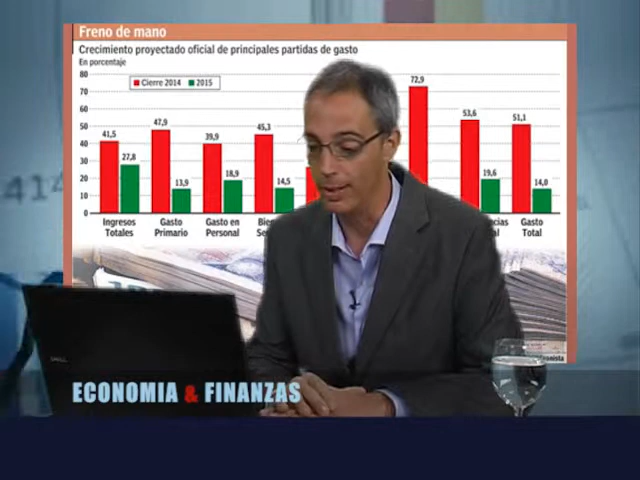 Freno de mano
Crecimiento proyectado oficial de principales partidas de gasto
En porcentaje
80
70
60
50
40
30
20
10
0
Cierre 2014 2015
41,5 27,8
47,9 13,9
39,9 18,9
45,3 14,5
72,9
53,6 19,6
51,1 14,0
Ingresos
Totales
Gasto
Primario
Gasto en
Personal
Gasto
Total
414
DELL
ECONOMIA & FINANZAS